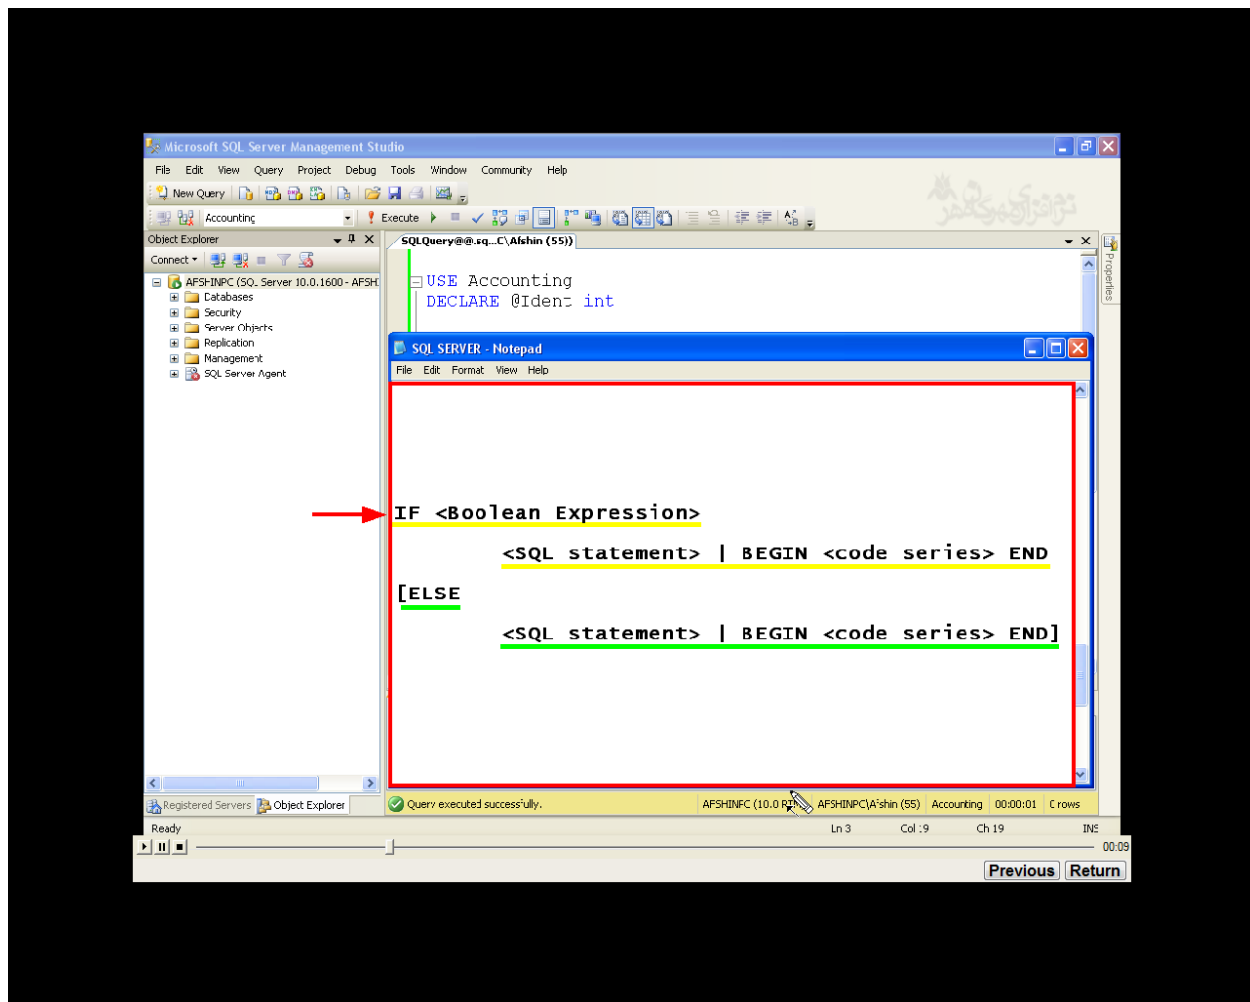 Microsoft SQL Server Management Studio
File Edit View Query Project Debug Tools Window Community Help
New Query
Accounting Execute
Object Explorer
SQLQuery@@.sq...C\Afshin (55))
Connect
AFSHINPC (SQL Server 10.0.1600 - AFSH
Databases
Security
Server Objects
Replication
Management
SQL Server Agent
Properties
USE Accounting
DECLARE @Ident int
SQL SERVER - Notepad
File Edit Format View Help
IF <Boolean Expression>
<SQL statement> | BEGIN <code series> END
[ELSE
<SQL statement> | BEGIN <code series> END]
Registered Servers Object Explorer
Query executed successfully. AFSHINPC (10.0 AFSHINPC\Afshin (55) Accounting 00:00:01 0 rows
Ready Ln 3 Col 19 Ch 19 INS
00:09
Previous Return